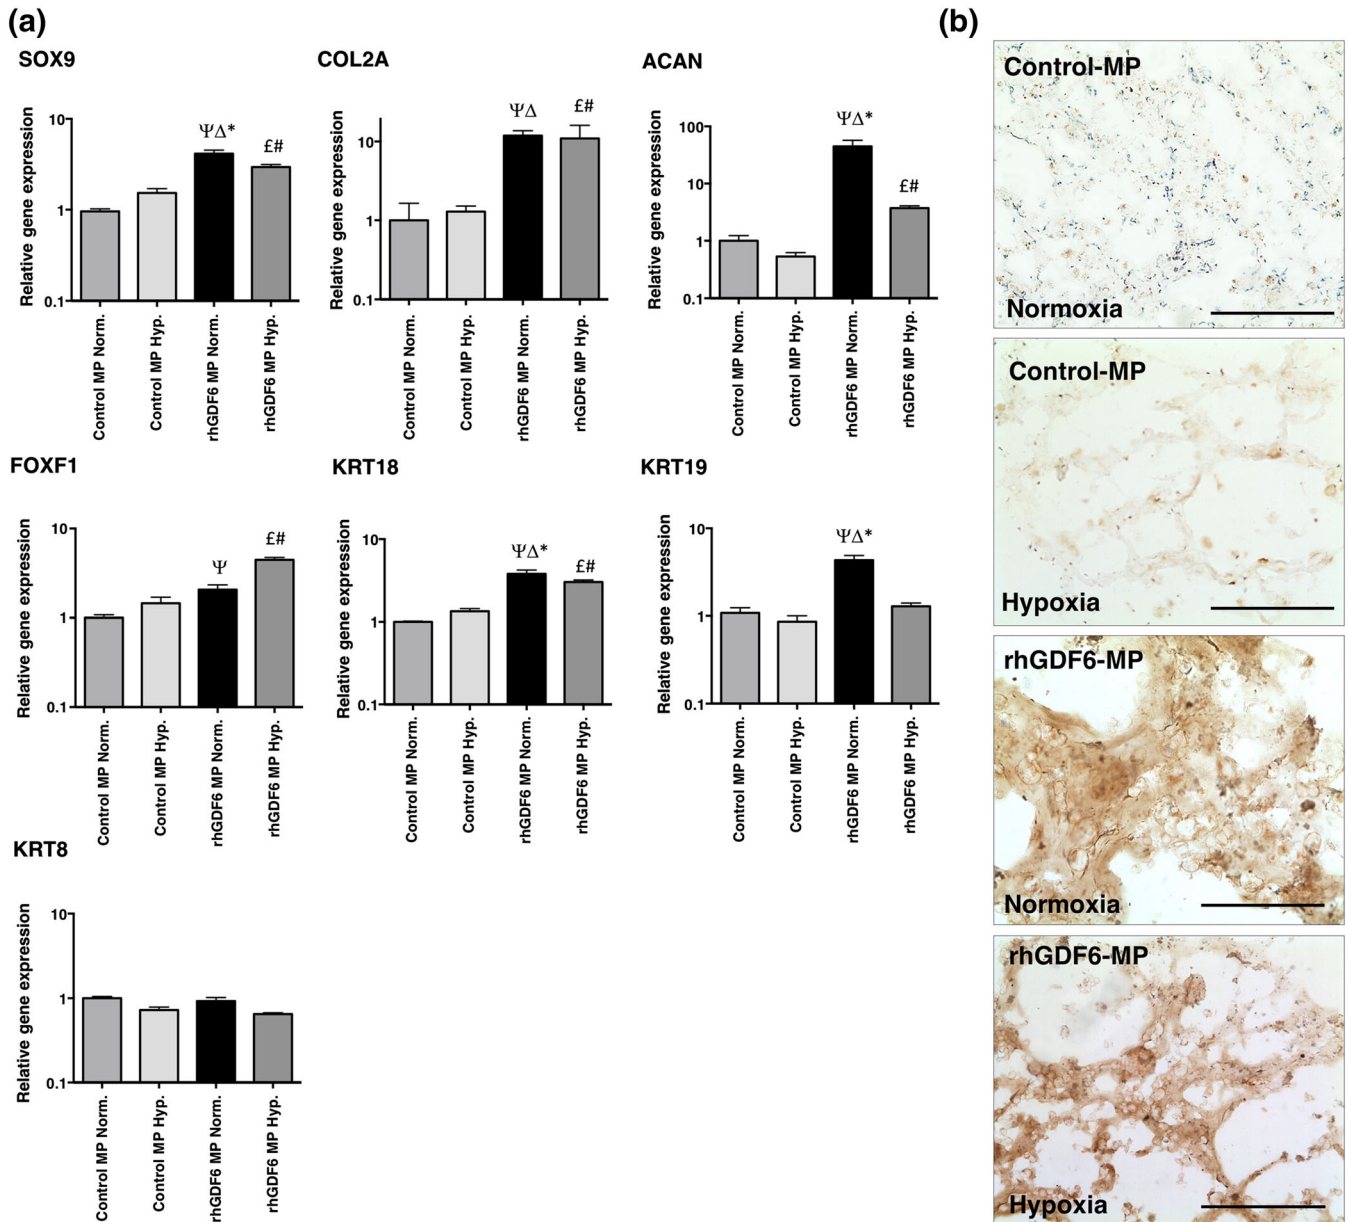 (a)
SOX9
Relative gene expression
10
1
0.1
ΨΔ*
£#
Control MP Norm.
Control MP Hyp.
rhGDF6 MP Norm.
rhGDF6 MP Hyp.
COL2A
Relative gene expression
10
1
0.1
ΨΔ
£#
Control MP Norm.
Control MP Hyp.
rhGDF6 MP Norm.
rhGDF6 MP Hyp.
ACAN
Relative gene expression
100
10
1
0.1
ΨΔ*
£#
Control MP Norm.
Control MP Hyp.
rhGDF6 MP Norm.
rhGDF6 MP Hyp.
FOXF1
Relative gene expression
10
1
0.1
Ψ
£#
Control MP Norm.
Control MP Hyp.
rhGDF6 MP Norm.
rhGDF6 MP Hyp.
KRT18
Relative gene expression
10
1
0.1
ΨΔ*
£#
Control MP Norm.
Control MP Hyp.
rhGDF6 MP Norm.
rhGDF6 MP Hyp.
KRT19
Relative gene expression
10
1
0.1
ΨΔ*
Control MP Norm.
Control MP Hyp.
rhGDF6 MP Norm.
rhGDF6 MP Hyp.
KRT8
Relative gene expression
10
1
0.1
Control MP Norm.
Control MP Hyp.
rhGDF6 MP Norm.
rhGDF6 MP Hyp.
(b)
Control-MP
Normoxia
Control-MP
Hypoxia
rhGDF6-MP
Normoxia
rhGDF6-MP
Hypoxia